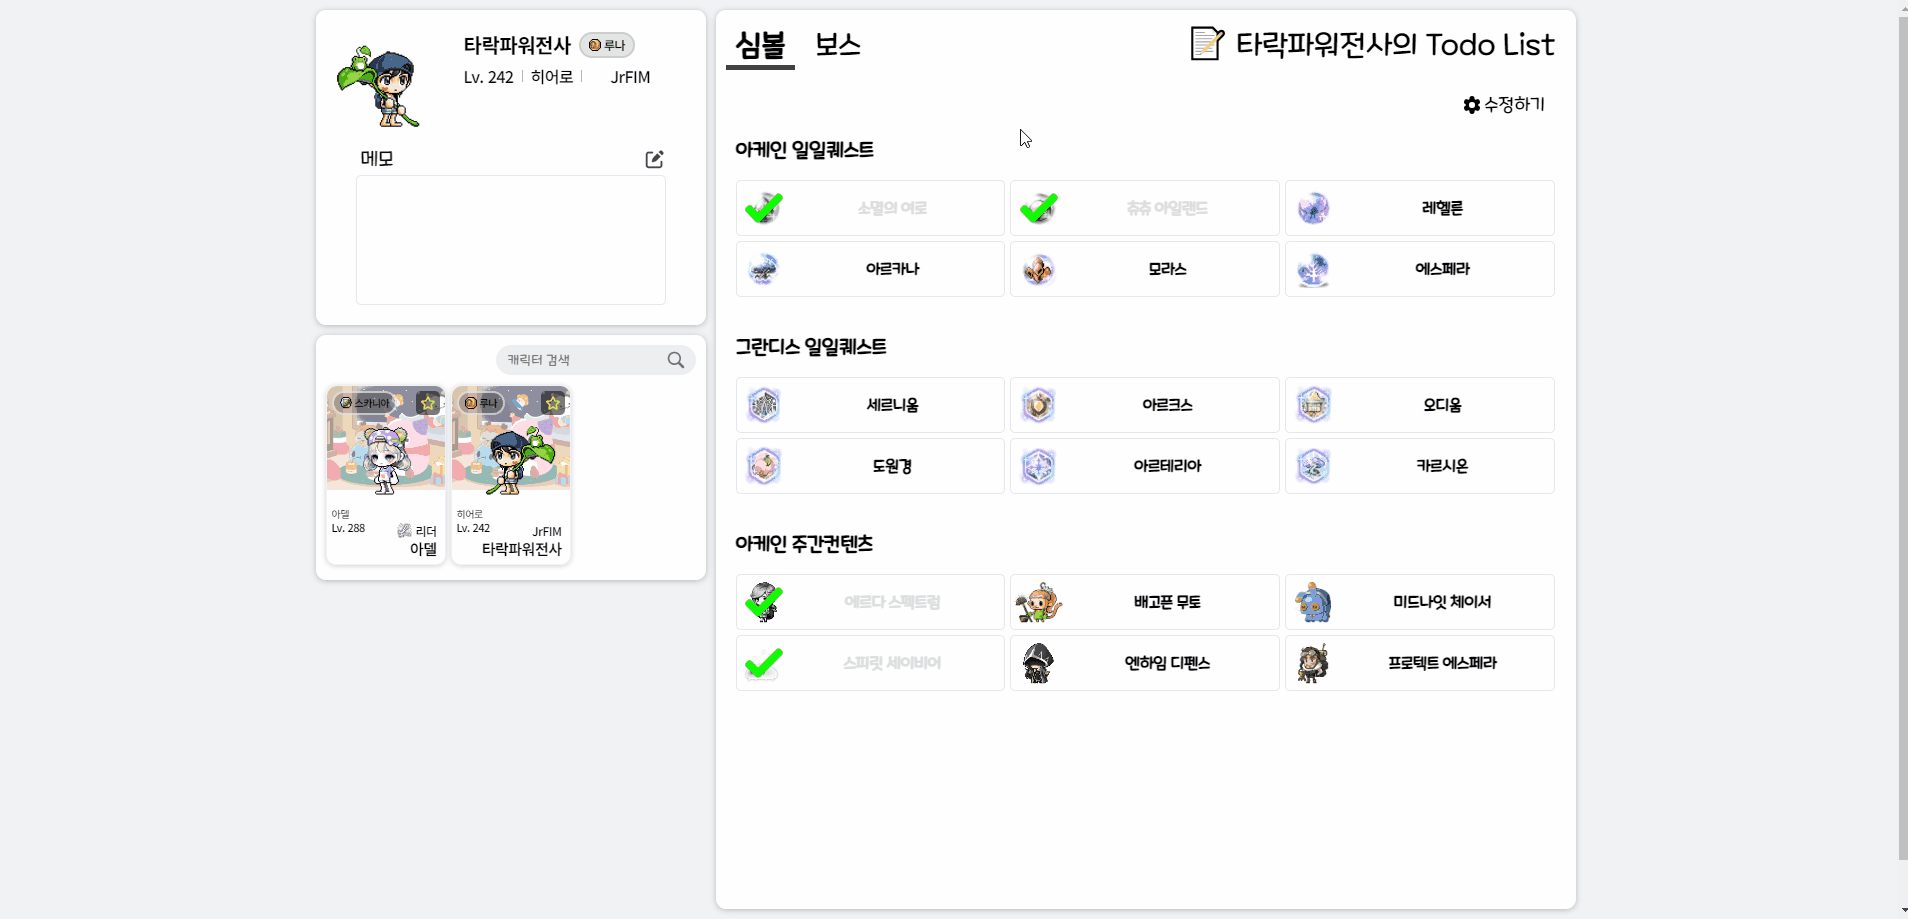 타락파워전사 루나
Lv. 242 히어로 JrFIM
메모
캐릭터 검색
스카니아
아델
Lv. 288
리더
아델
루나
히어로
Lv. 242
JrFIM
타락파워전사
심볼 보스
타락파워전사의 Todo List
수정하기
아케인 일일퀘스트
소멸의 여로 츄츄 아일랜드 레헬른
아르카나 모라스 에스페라
그란디스 일일퀘스트
세르니움 아르크스 오디움
도원경 아르테리아 카르시온
아케인 주간컨텐츠
에르다 스펙트럼 배고픈 무토 미드나잇 체이서
스피릿 세이비어 엔하임 디펜스 프로텍트 에스페라